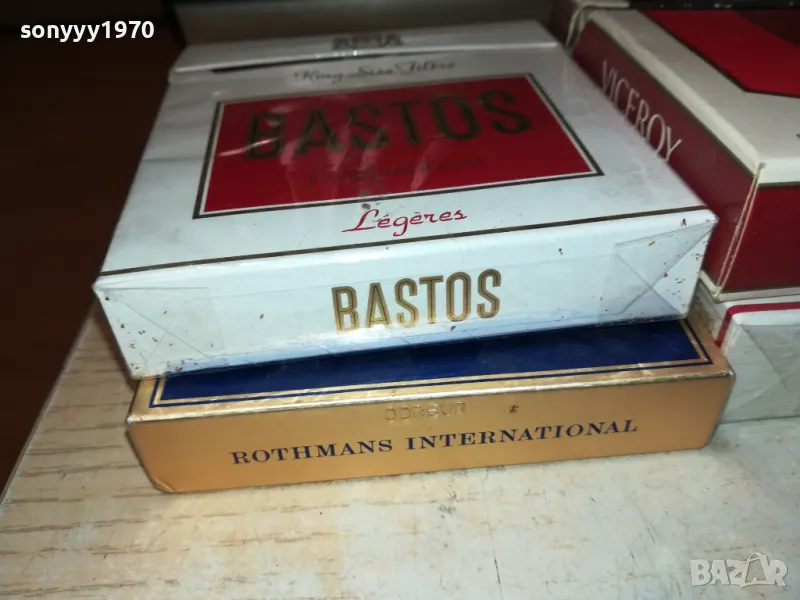 sonyyy1970
King Size Filtre
BASTOS
Légères
BASTOS
VICEROY
ROTHMANS INTERNATIONAL
BAZAR